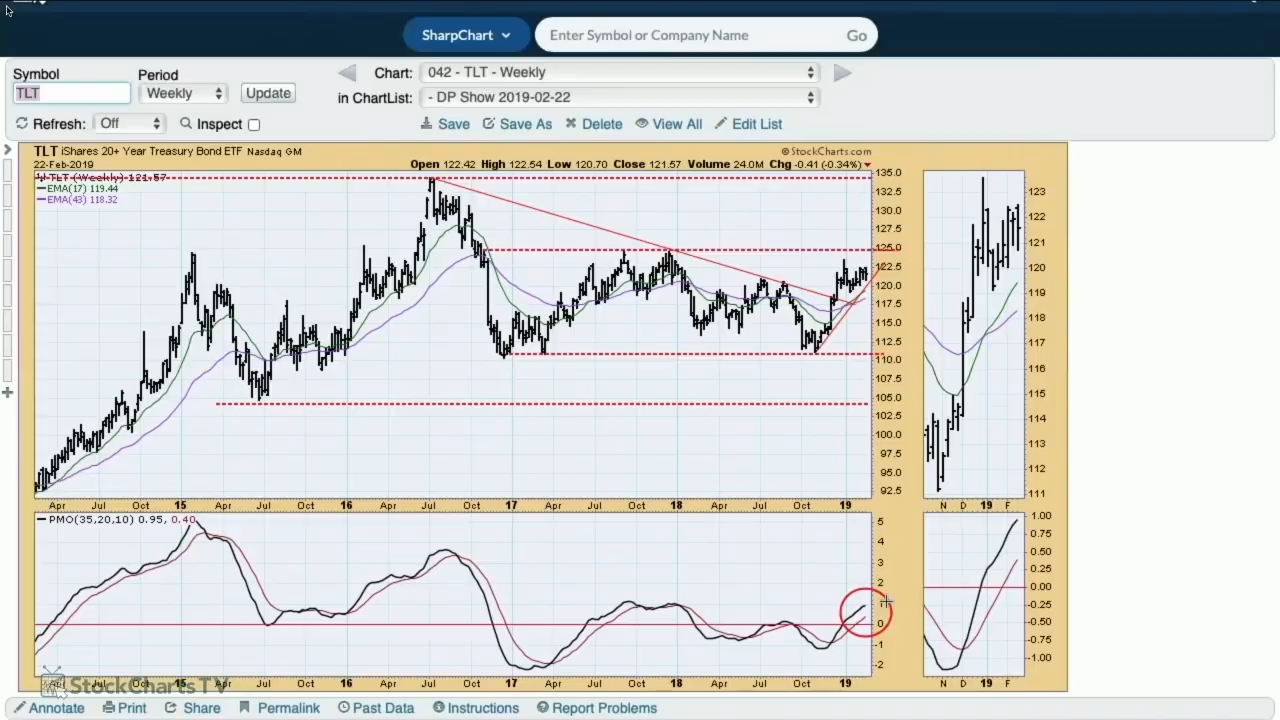 SharpChart
Enter Symbol or Company Name
Go
Symbol
Period
Chart: 042 - TLT - Weekly
TLT
Weekly
Update
in ChartList: - DP Show 2019-02-22
Refresh: Off
Inspect
Save
Save As
Delete
View All
Edit List
TLT iShares 20+ Year Treasury Bond ETF Nasdaq GM
©StockCharts.com
22-Feb-2019
Open 122.42 High 122.54 Low 120.70 Close 121.57 Volume 24.0M Chg -0.41 (-0.34%)
TLT (Weekly) 121.57
EMA(17) 119.44
EMA(43) 118.32
135.0
132.5
130.0
127.5
125.0
122.5
120.0
117.5
115.0
112.5
110.0
107.5
105.0
102.5
100.0
97.5
95.0
92.5
123
122
121
120
119
118
117
116
115
114
113
112
111
Apr Jul Oct 15 Apr Jul Oct 16 Apr Jul Oct 17 Apr Jul Oct 18 Apr Jul Oct 19
N D 19 F
PMO(35,20,10) 0.95, 0.40
5
4
3
2
1
0
-1
-2
1.00
0.75
0.50
0.25
0.00
-0.25
-0.50
-0.75
-1.00
Apr Jul Oct 15 Apr Jul Oct 16 Apr Jul Oct 17 Apr Jul Oct 18 Apr Jul Oct 19
N D 19 F
StockCharts TV
Annotate
Print
Share
Permalink
Past Data
Instructions
Report Problems